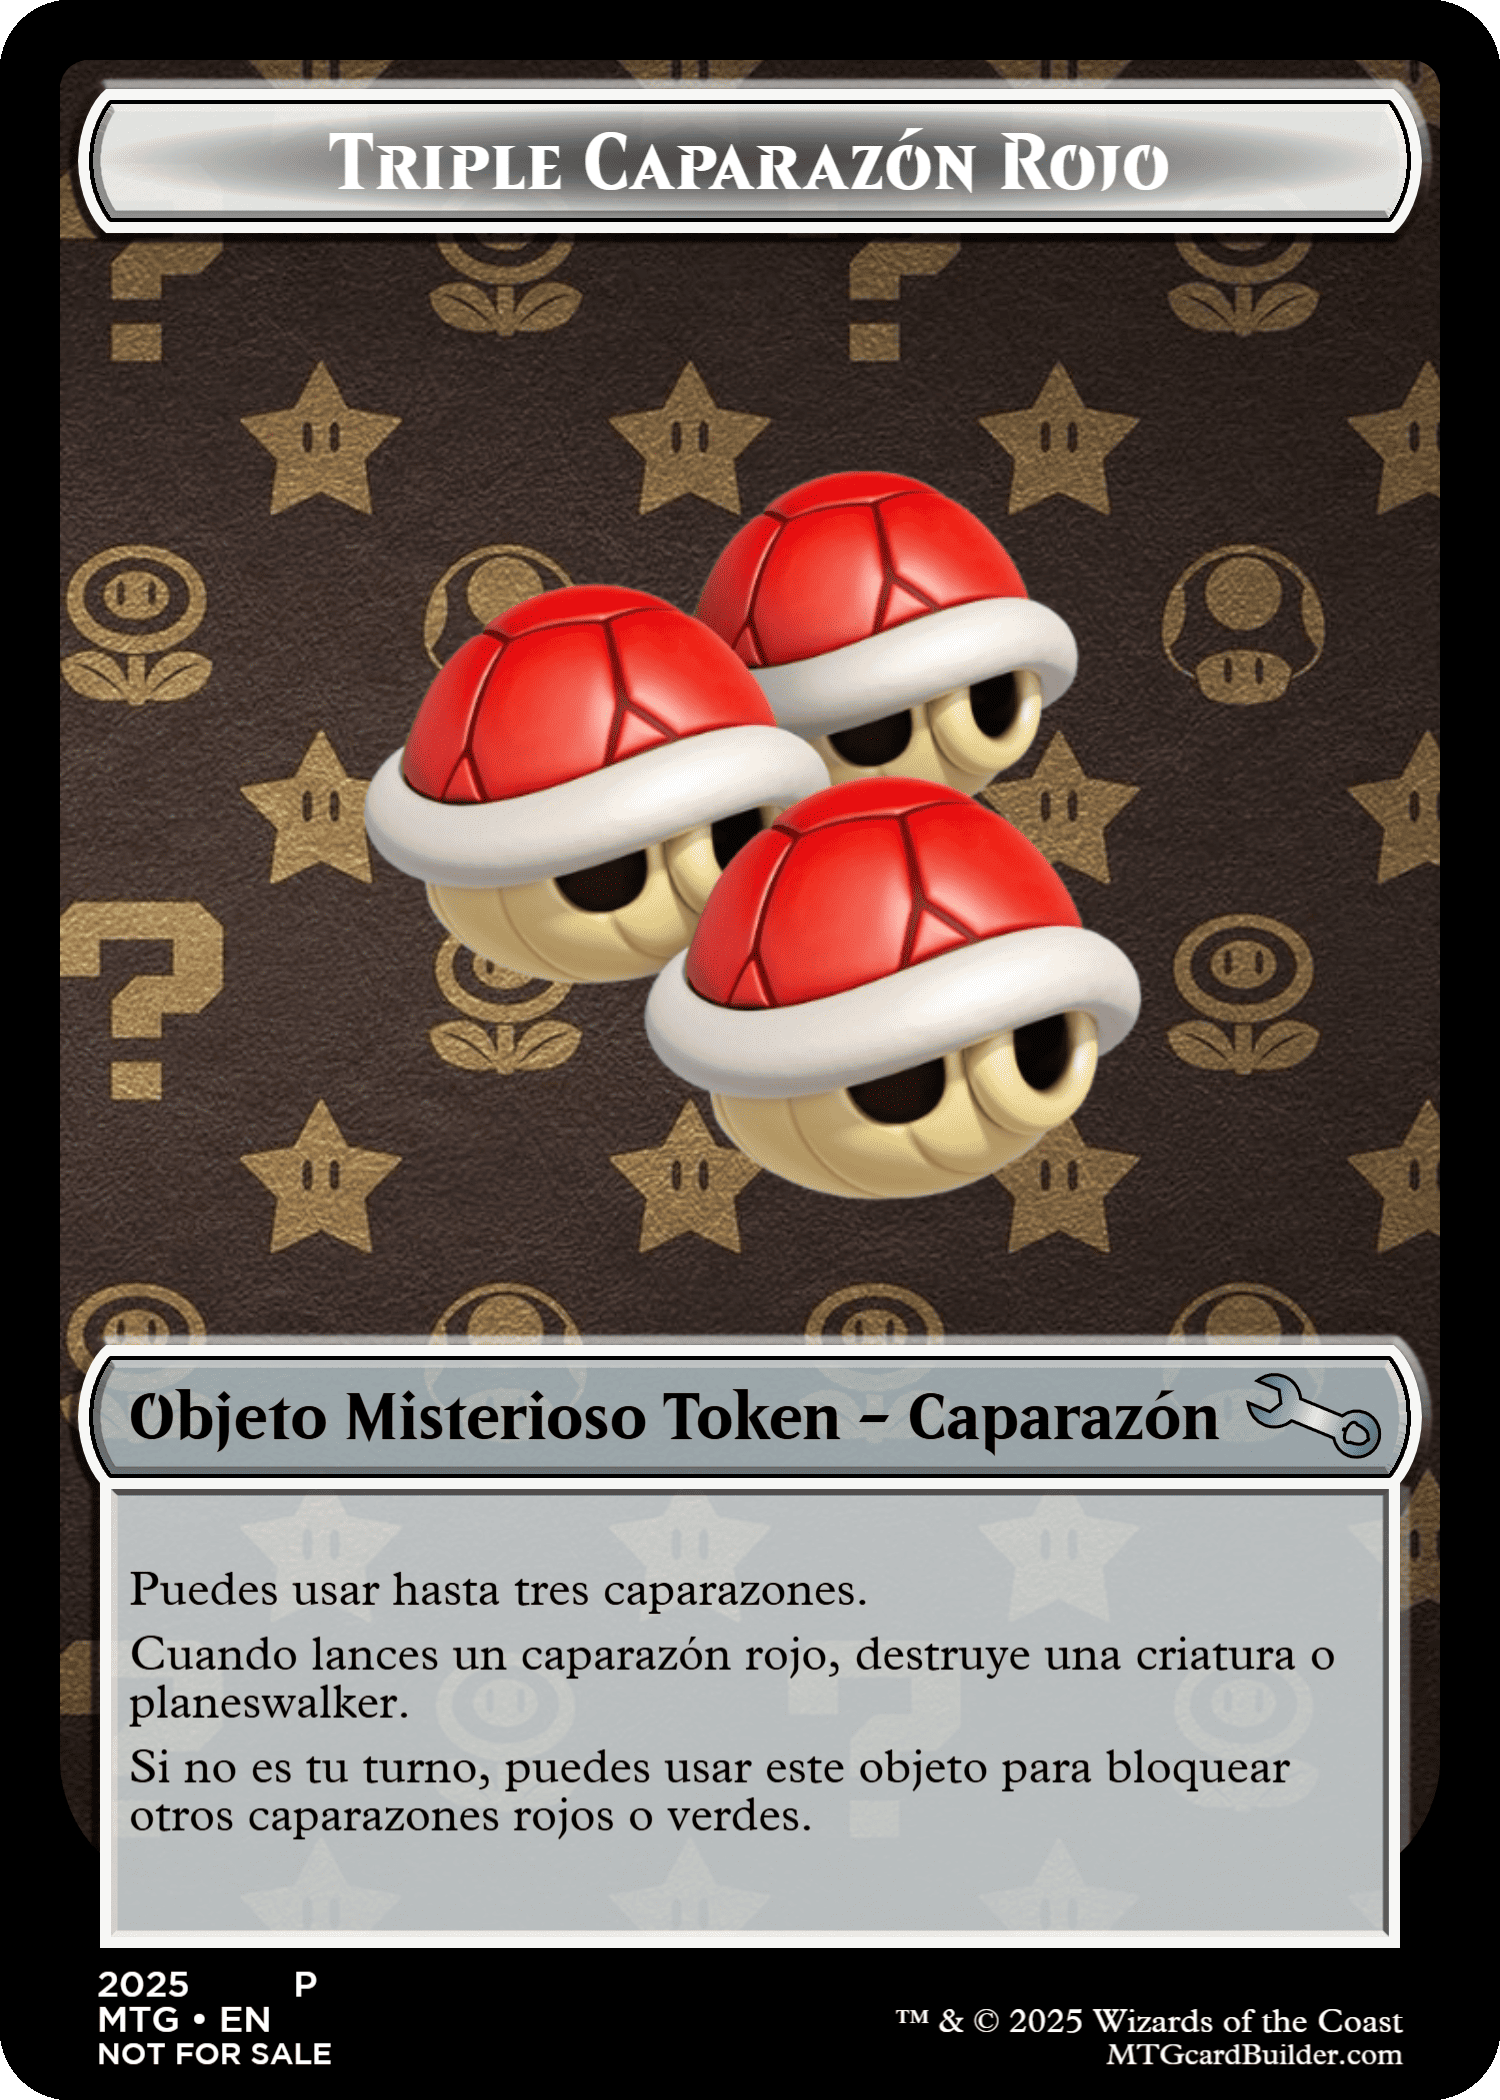 Triple Caparazón Rojo
Objeto Misterioso Token – Caparazón
Puedes usar hasta tres caparazones.
Cuando lances un caparazón rojo, destruye una criatura o
planeswalker.
Si no es tu turno, puedes usar este objeto para bloquear
otros caparazones rojos o verdes.
2025 P
MTG • EN
NOT FOR SALE
™ & © 2025 Wizards of the Coast
MTGcardBuilder.com